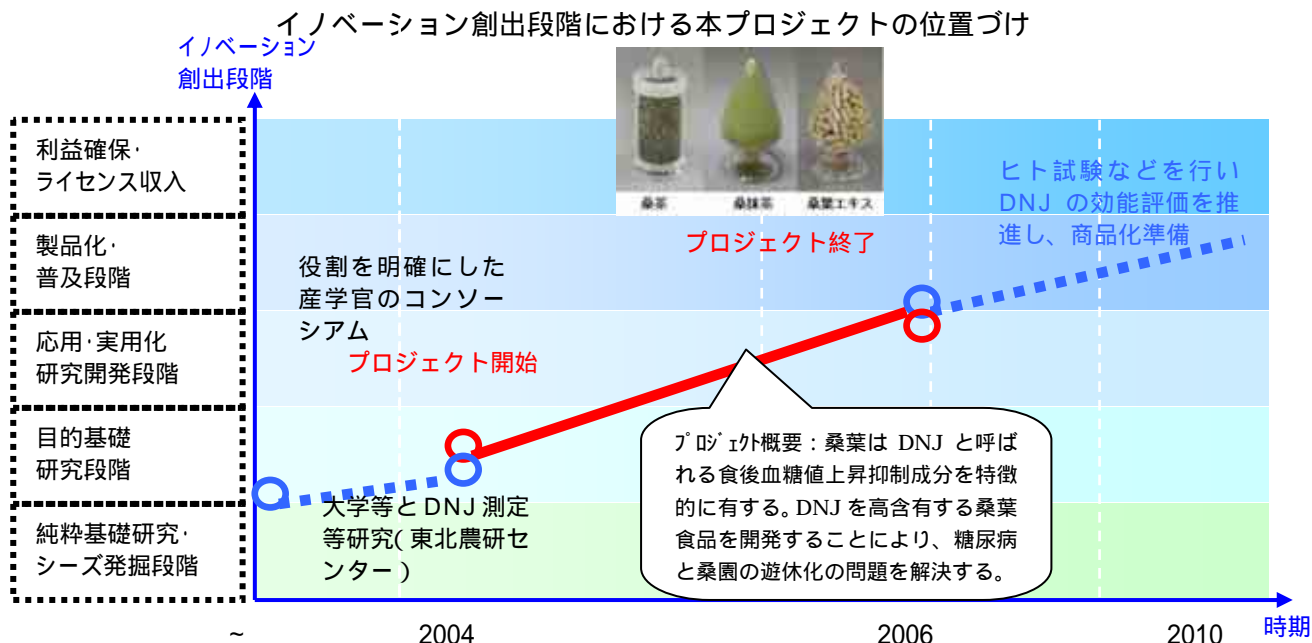 イノベーション創出段階における本プロジェクトの位置づけ
イノベーション
創出段階
利益確保・
ライセンス収入
製品化・
普及段階
応用・実用化
研究開発段階
目的基礎
研究段階
純粋基礎研究・
シーズ発掘段階
桑茶 桑抹茶 桑葉エキス
ヒト試験などを行い
DNJ の効能評価を推
進し、商品化準備
プロジェクト終了
役割を明確にした
産学官のコンソー
シアム
プロジェクト開始
大学等とDNJ測定
等研究(東北農研セ
ンター)
プロジェクト概要:桑葉は DNJ と呼ば
れる食後血糖値上昇抑制成分を特徴
的に有する。DNJ を高含有する桑葉
食品を開発することにより、糖尿病
と桑園の遊休化の問題を解決する。
~ 2004 2006 2010 時期